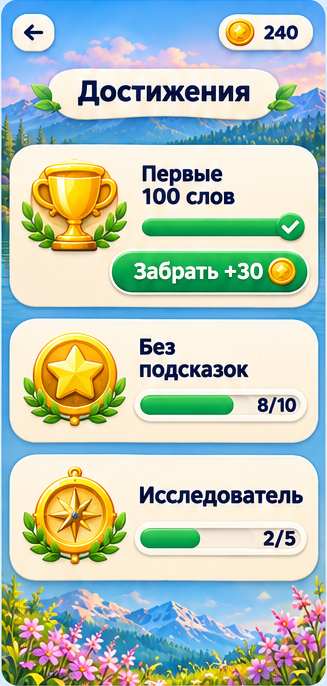 240
Достижения
Первые
100 слов
Забрать +30
Без
подсказок
8/10
Исследователь
2/5